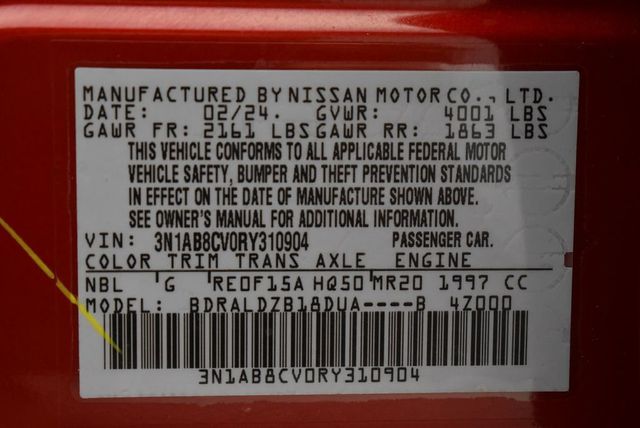 MANUFACTURED BY NISSAN MOTOR CO., LTD.
DATE: 02/24. GVWR: 4001 LBS
GAWR FR: 2161 LBS GAWR RR: 1863 LBS
THIS VEHICLE CONFORMS TO ALL APPLICABLE FEDERAL MOTOR
VEHICLE SAFETY, BUMPER AND THEFT PREVENTION STANDARDS
IN EFFECT ON THE DATE OF MANUFACTURE SHOWN ABOVE.
SEE OWNER'S MANUAL FOR ADDITIONAL INFORMATION.
VIN: 3N1AB8CV0RY310904 PASSENGER CAR.
COLOR TRIM TRANS AXLE ENGINE
NBL G RE0F15A HQ50 MR20 1997 CC
MODEL: BDRALDZB18DUA----B 4Z000
3N1AB8CV0RY310904